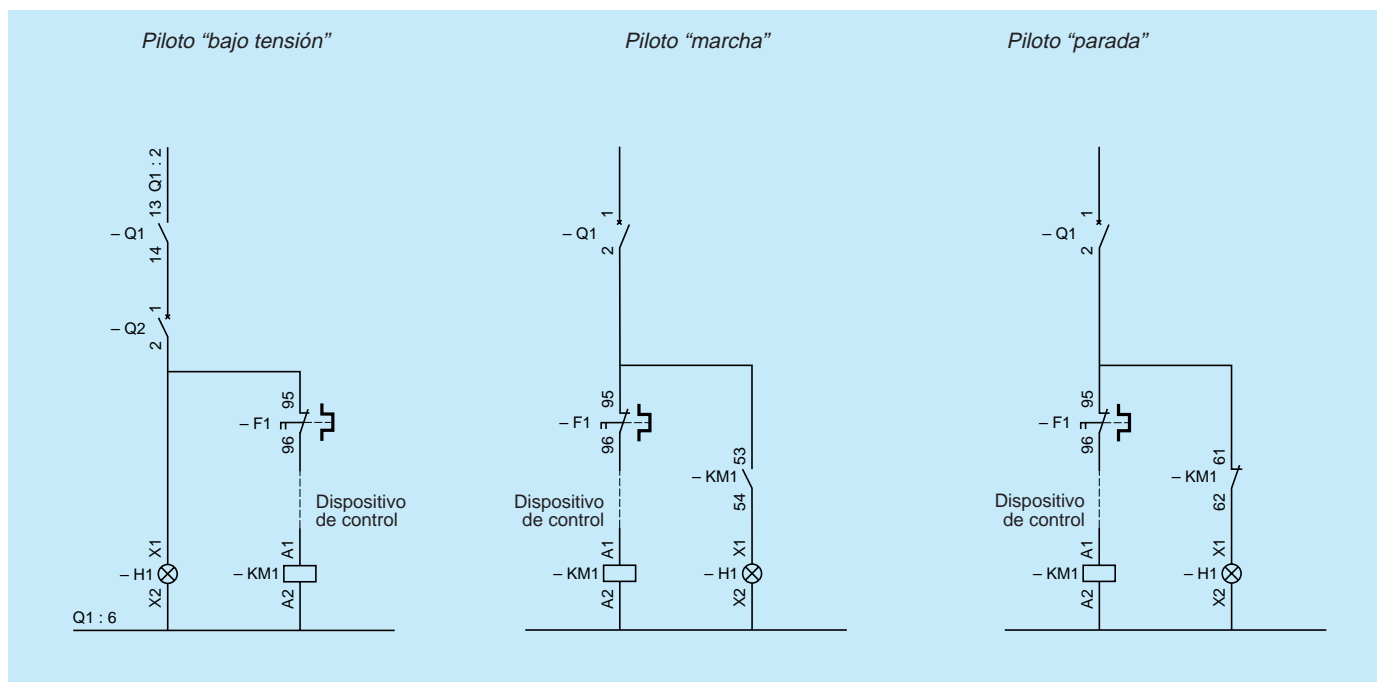 Piloto “bajo tensión”
Q1 : 2
13
– Q1
14
1
– Q2
2
95
– F1
96
Dispositivo
de control
X1
A1
– H1
– KM1
X2
A2
Q1 : 6
Piloto “marcha”
1
– Q1
2
95
– F1
96
53
– KM1
54
Dispositivo
de control
A1
X1
– KM1
– H1
A2
X2
Piloto “parada”
1
– Q1
2
95
– F1
96
61
– KM1
62
Dispositivo
de control
A1
X1
– KM1
– H1
A2
X2